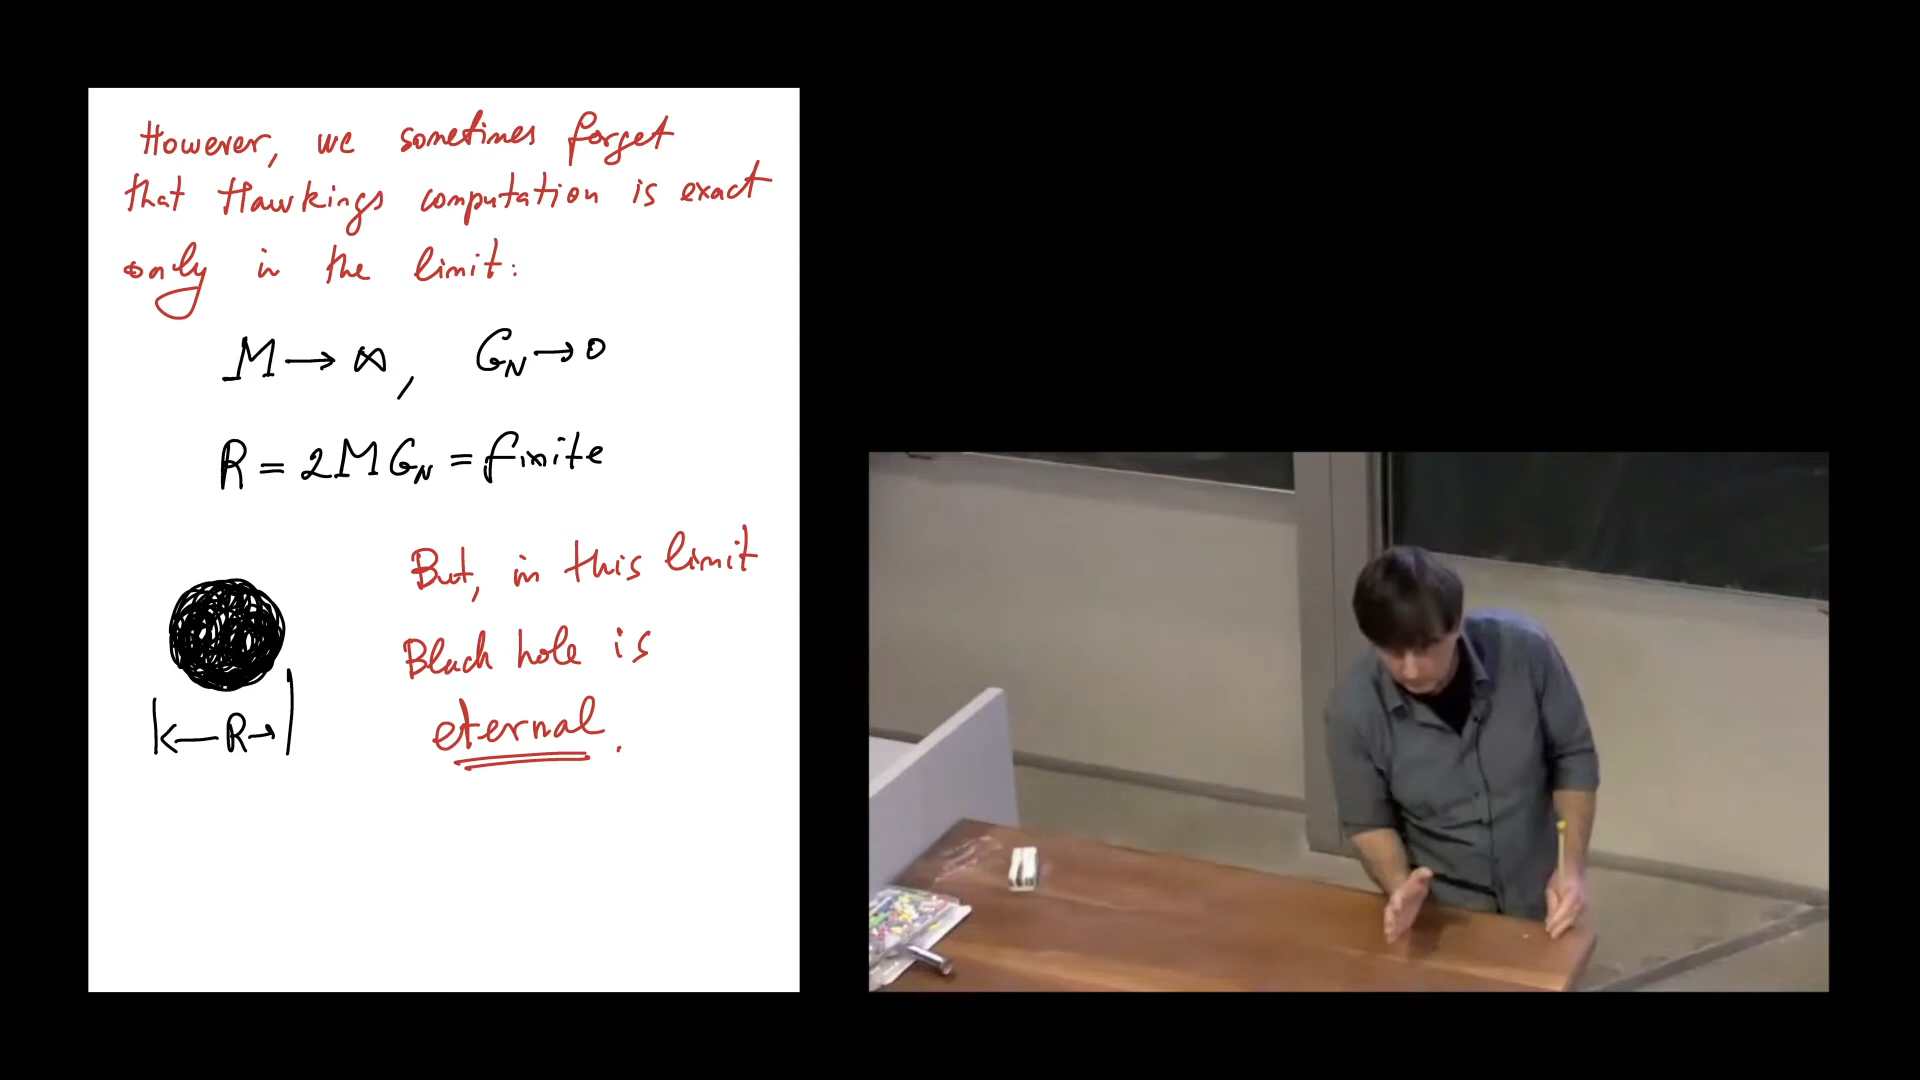 However, we sometimes forget
that Hawkings computation is exact
only in the limit:
M → ∞, G_N → 0
R = 2MG_N = finite
But, in this limit
Black hole is
eternal.
R